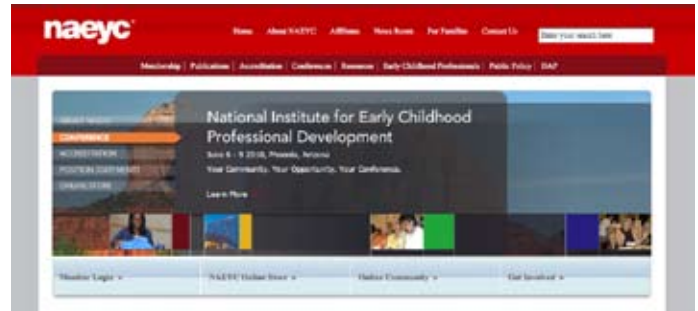 naeyc
Home About NAEYC Affiliates News Room For Families Contact Us
Enter your search here
Membership | Publications | Accreditation | Conferences | Resources | Early Childhood Professionals | Public Policy | DAP
CONFERENCE
ACCREDITATION
POSITION STATEMENTS
ONLINE STORE
National Institute for Early Childhood
Professional Development
June 6 - 9 2010, Phoenix, Arizona
Your Community. Your Opportunity. Your Conference.
Learn More
Member Login »
NAEYC Online Store »
Online Community »
Get Involved »